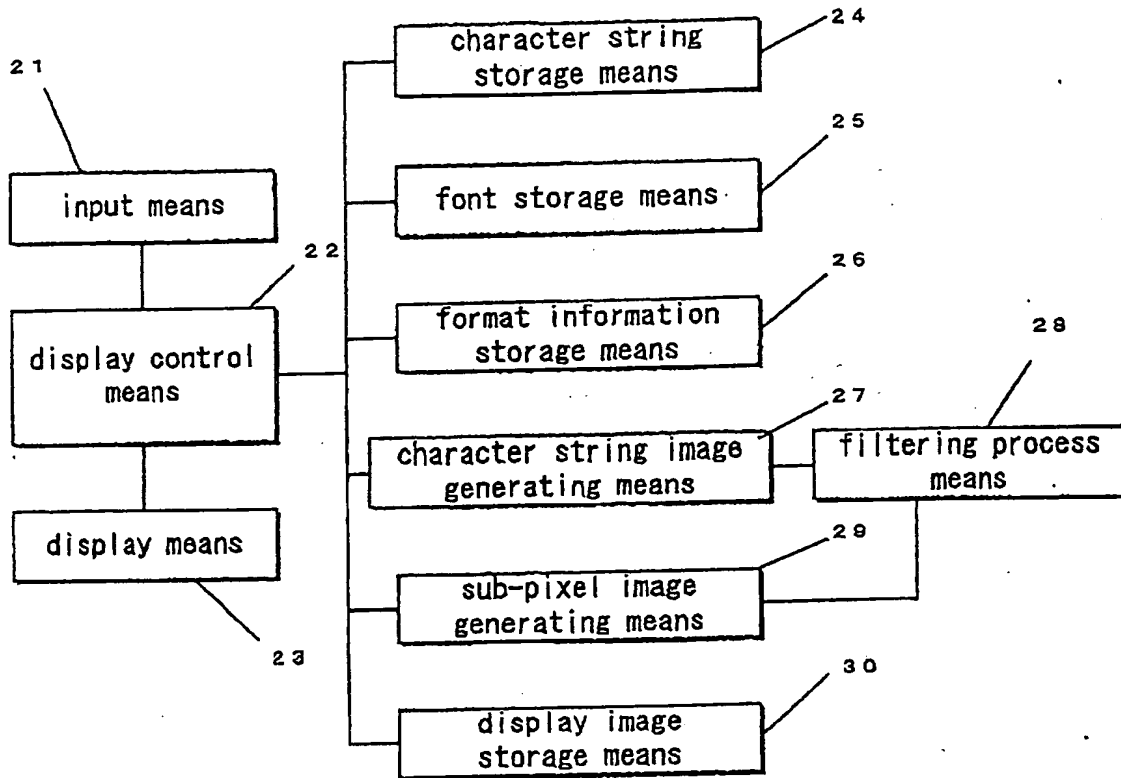 24
character string
storage means
21
25
input means
font storage means
22
26
format information
storage means
28
display control
means
27
character string image
generating means
filtering process
means
display means
29
sub-pixel image
generating means
23
30
display image
storage means